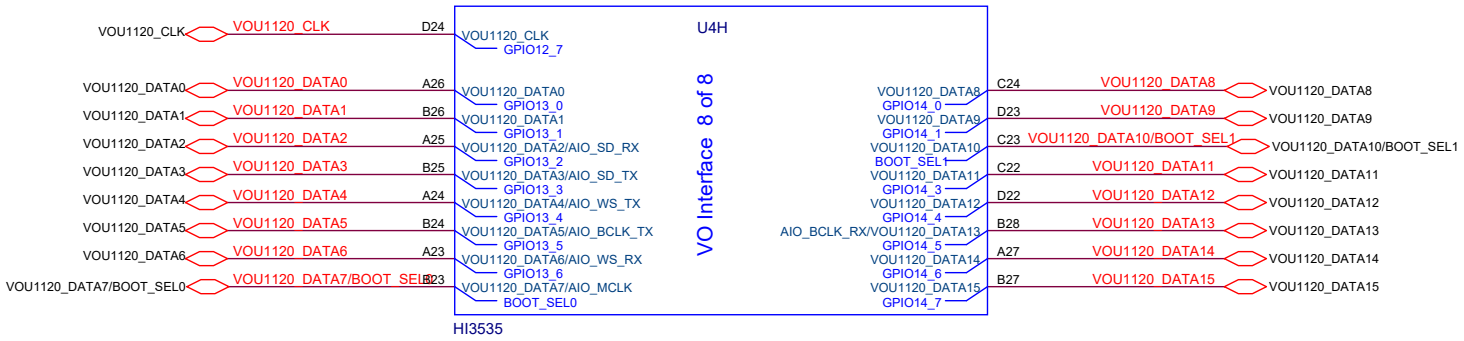 U4H
VOU1120_CLK VOU1120_CLK D24 VOU1120_CLK
GPIO12_7
VO Interface 8 of 8
VOU1120_DATA0 VOU1120_DATA0 A26 VOU1120_DATA0
GPIO13_0
VOU1120_DATA1 VOU1120_DATA1 B26 VOU1120_DATA1
GPIO13_1
VOU1120_DATA2 VOU1120_DATA2 A25 VOU1120_DATA2/AIO_SD_RX
GPIO13_2
VOU1120_DATA3 VOU1120_DATA3 B25 VOU1120_DATA3/AIO_SD_TX
GPIO13_3
VOU1120_DATA4 VOU1120_DATA4 A24 VOU1120_DATA4/AIO_WS_TX
GPIO13_4
VOU1120_DATA5 VOU1120_DATA5 B24 VOU1120_DATA5/AIO_BCLK_TX
GPIO13_5
VOU1120_DATA6 VOU1120_DATA6 A23 VOU1120_DATA6/AIO_WS_RX
GPIO13_6
VOU1120_DATA7/BOOT_SEL0 VOU1120_DATA7/BOOT_SEL0 B23 VOU1120_DATA7/AIO_MCLK
BOOT_SEL0
VOU1120_DATA8 C24 VOU1120_DATA8 VOU1120_DATA8
GPIO14_0
VOU1120_DATA9 D23 VOU1120_DATA9 VOU1120_DATA9
GPIO14_1
VOU1120_DATA10 C23 VOU1120_DATA10/BOOT_SEL1 VOU1120_DATA10/BOOT_SEL1
BOOT_SEL1
VOU1120_DATA11 C22 VOU1120_DATA11 VOU1120_DATA11
GPIO14_3
VOU1120_DATA12 D22 VOU1120_DATA12 VOU1120_DATA12
GPIO14_4
AIO_BCLK_RX/VOU1120_DATA13 B28 VOU1120_DATA13 VOU1120_DATA13
GPIO14_5
VOU1120_DATA14 A27 VOU1120_DATA14 VOU1120_DATA14
GPIO14_6
VOU1120_DATA15 B27 VOU1120_DATA15 VOU1120_DATA15
GPIO14_7
HI3535